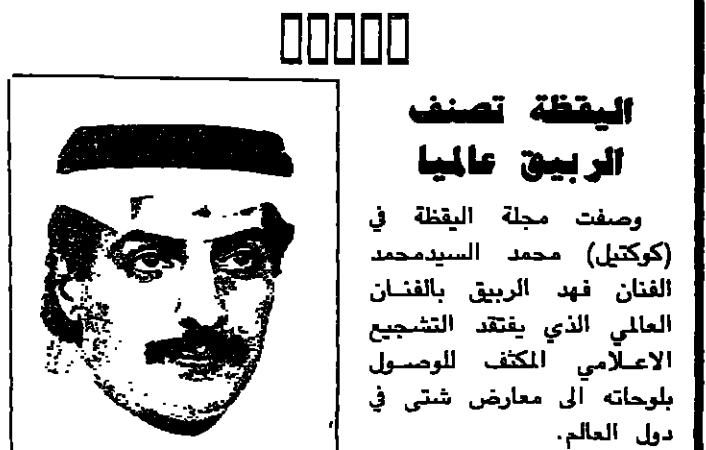 اليقظة تصنف
الربيق عالميا
وصفت مجلة اليقظة في
(كوكتيل) محمد السيدمحمد
الفنان فهد الربيق بالفنان
العالمي الذي يفتقد التشجيع
الاعلامي المكثف للوصول
بلوحاته الى معارض شتى في
دول العالم.